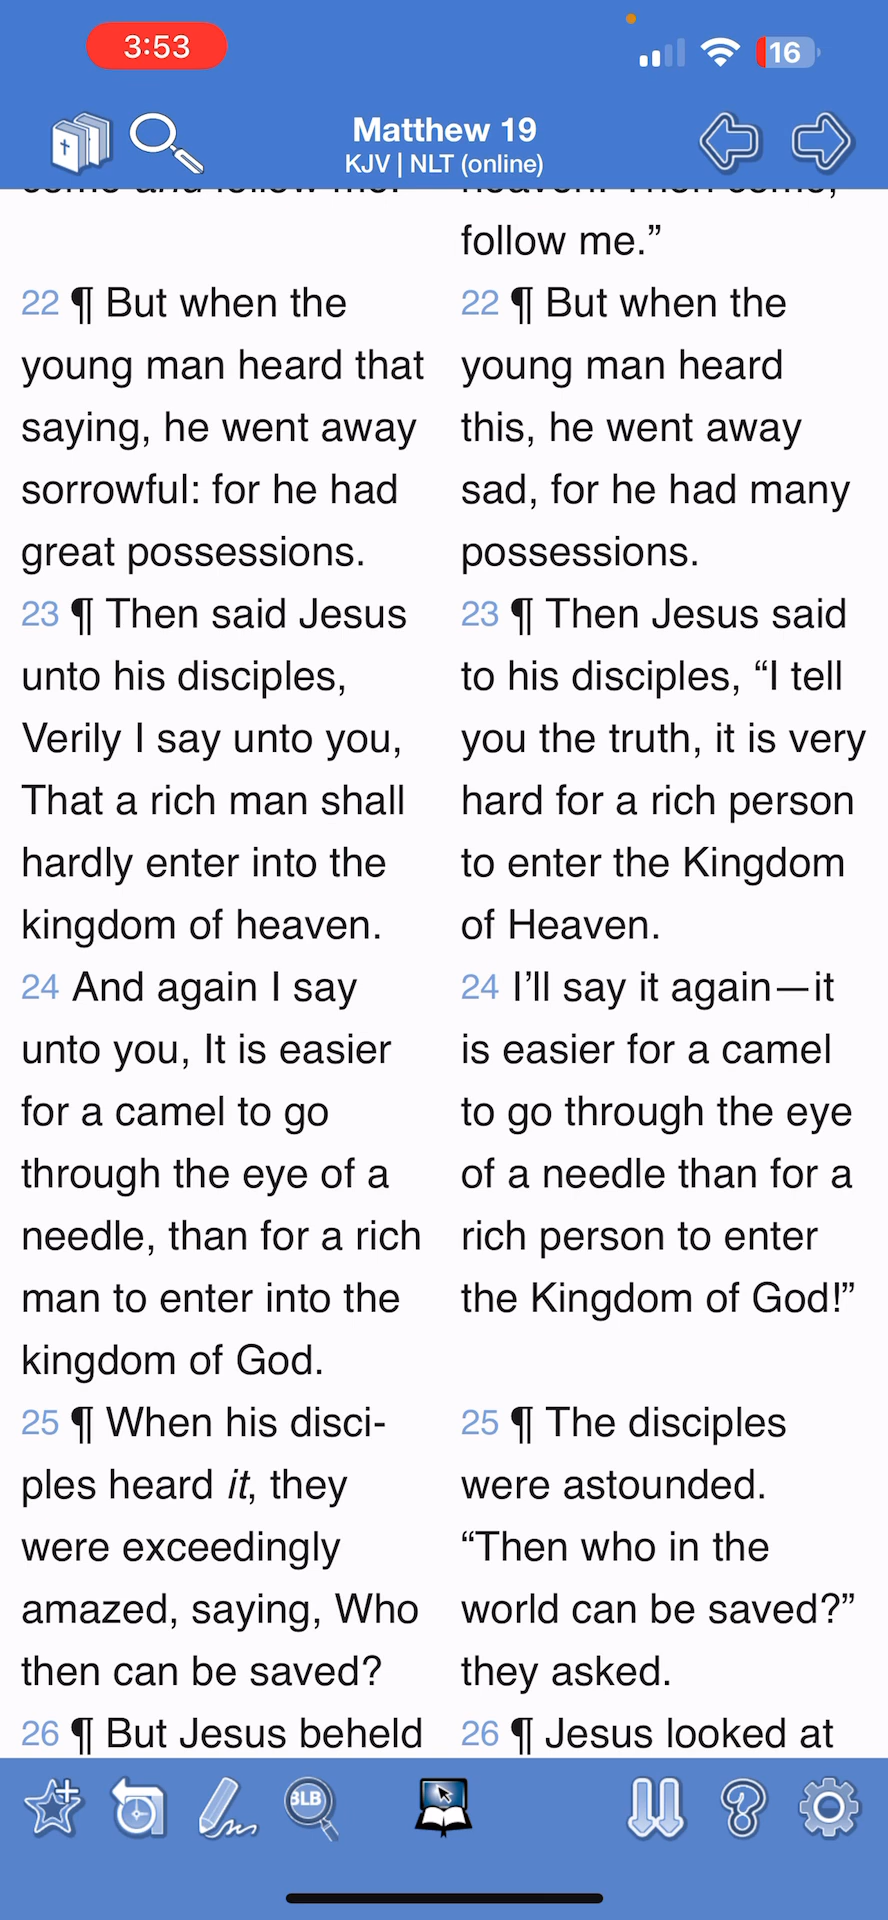 3:53
16
Matthew 19
KJV | NLT (online)
follow me.”
22 ¶ But when the
young man heard that
saying, he went away
sorrowful: for he had
great possessions.
23 ¶ Then said Jesus
unto his disciples,
Verily I say unto you,
That a rich man shall
hardly enter into the
kingdom of heaven.
24 And again I say
unto you, It is easier
for a camel to go
through the eye of a
needle, than for a rich
man to enter into the
kingdom of God.
25 ¶ When his disci-
ples heard it, they
were exceedingly
amazed, saying, Who
then can be saved?
26 ¶ But Jesus beheld
22 ¶ But when the
young man heard
this, he went away
sad, for he had many
possessions.
23 ¶ Then Jesus said
to his disciples, “I tell
you the truth, it is very
hard for a rich person
to enter the Kingdom
of Heaven.
24 I’ll say it again—it
is easier for a camel
to go through the eye
of a needle than for a
rich person to enter
the Kingdom of God!”
25 ¶ The disciples
were astounded.
“Then who in the
world can be saved?”
they asked.
26 ¶ Jesus looked at
BLB